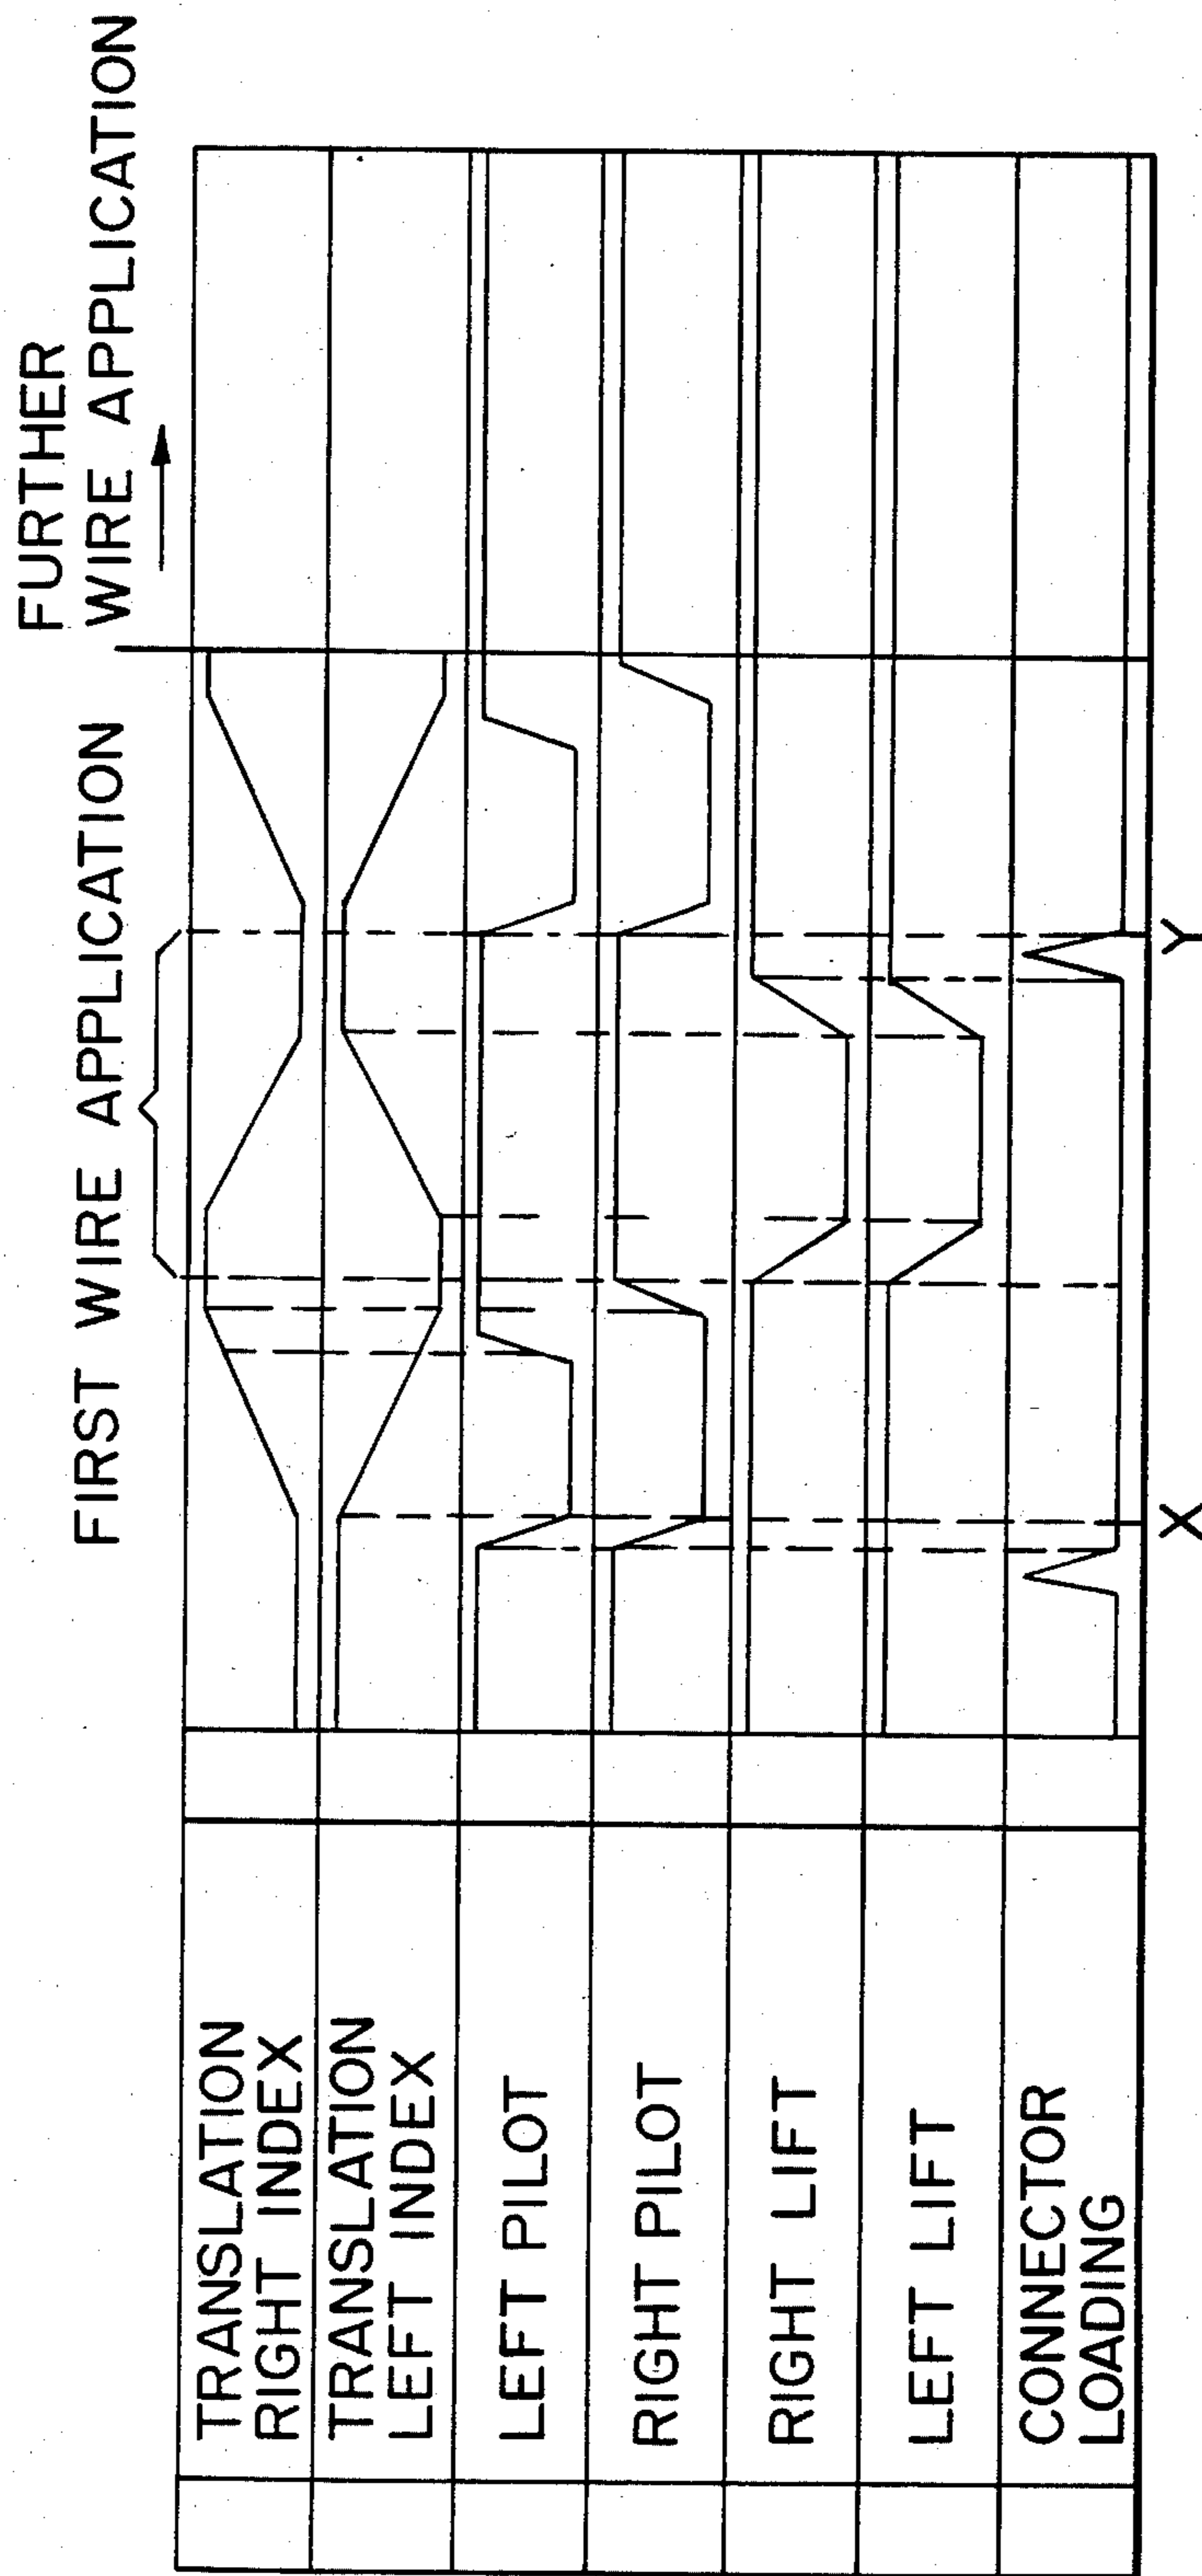 FIRST WIRE APPLICATION
FURTHER
WIRE APPLICATION
TRANSLATION
RIGHT INDEX
TRANSLATION
LEFT INDEX
LEFT PILOT
RIGHT PILOT
RIGHT LIFT
LEFT LIFT
CONNECTOR
LOADING
X
Y